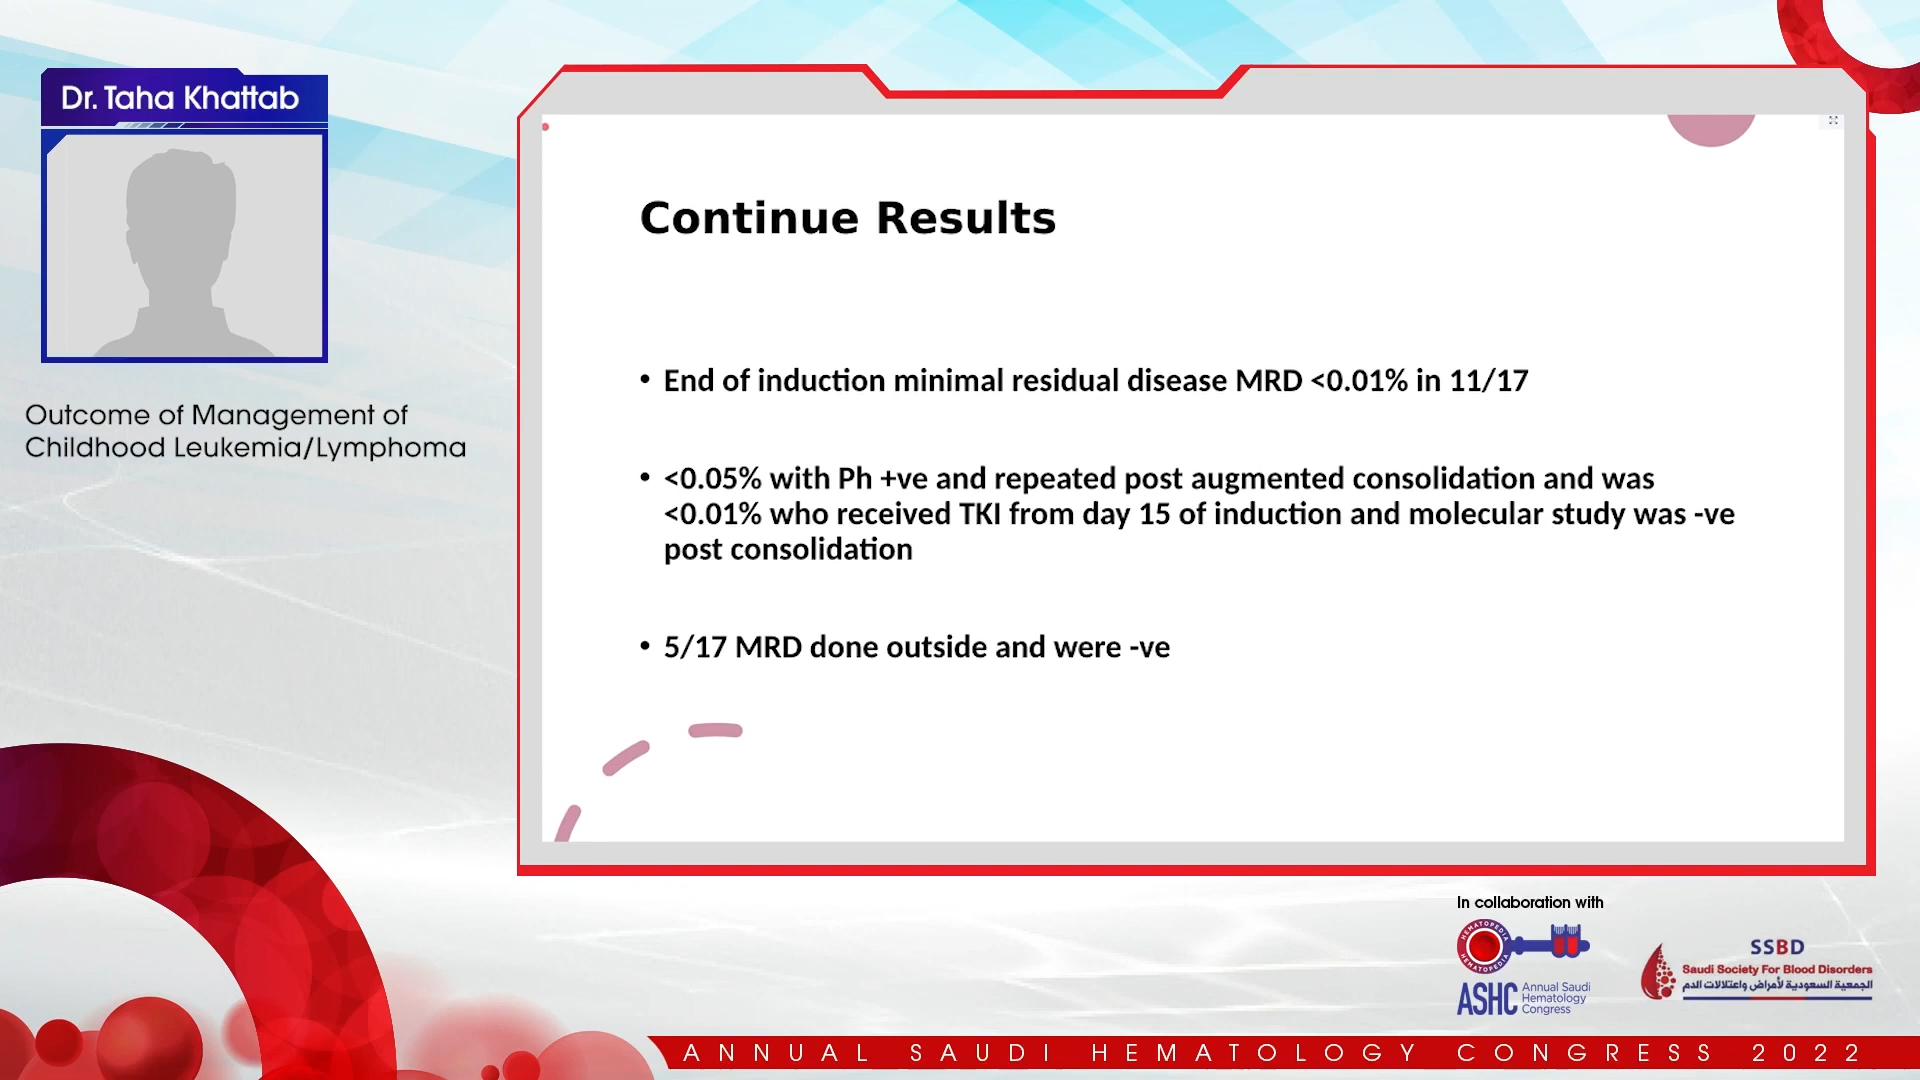 Dr. Taha Khattab
Outcome of Management of
Childhood Leukemia/Lymphoma
Continue Results
• End of induction minimal residual disease MRD <0.01% in 11/17
• <0.05% with Ph +ve and repeated post augmented consolidation and was
<0.01% who received TKI from day 15 of induction and molecular study was -ve
post consolidation
• 5/17 MRD done outside and were -ve
In collaboration with
HEMATOPEDIA
HEMATOPEDIA
ASHC
Annual Saudi
Hematology
Congress
SSBD
Saudi Society For Blood Disorders
الجمعية السعودية لأمراض واعتلالات الدم
ANNUAL SAUDI HEMATOLOGY CONGRESS 2022